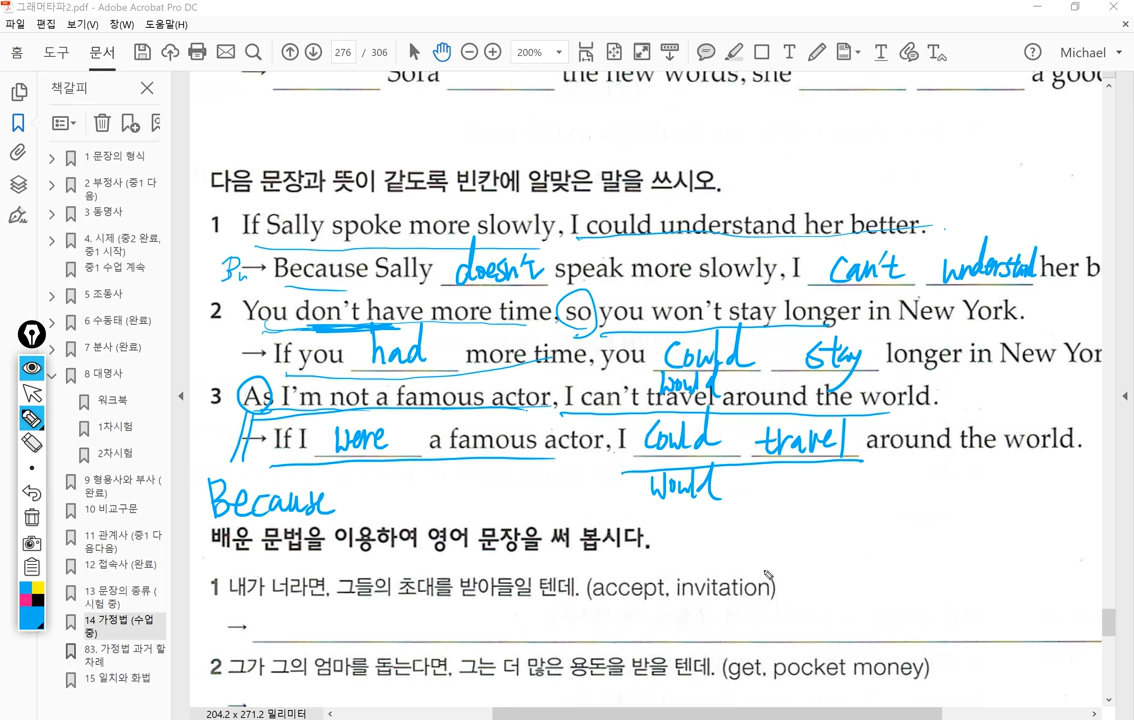 그래머타파2.pdf - Adobe Acrobat Pro DC
파일 편집 보기(V) 창(W) 도움말(H)
홈 도구 문서 276 / 306 200% Michael
책갈피
1 문장의 형식
2 부정사 (중1 다음)
3 동명사
4. 시제 (중2 완료, 중1 시작)
중1 수업 계속
5 조동사
6 수동태 (완료)
7 분사 (완료)
8 대명사
워크북
1차시험
2차시험
9 형용사와 부사 (완료)
10 비교구문
11 관계사 (중1 다음다음)
12 접속사 (완료)
13 문장의 종류 (시험 중)
14 가정법 (수업 중)
83. 가정법 과거 할 차례
15 일치와 화법
→ Sora the new words, she a good
다음 문장과 뜻이 같도록 빈칸에 알맞은 말을 쓰시오.
1 If Sally spoke more slowly, I could understand her better.
→ Because Sally doesn't speak more slowly, I can't understand her b
2 You don't have more time, so you won't stay longer in New York.
→ If you had more time, you could stay longer in New Yor
would
3 As I'm not a famous actor, I can't travel around the world.
→ If I were a famous actor, I could travel around the world.
would
Because
배운 문법을 이용하여 영어 문장을 써 봅시다.
1 내가 너라면, 그들의 초대를 받아들일 텐데. (accept, invitation)
→
2 그가 그의 엄마를 돕는다면, 그는 더 많은 용돈을 받을 텐데. (get, pocket money)
→
204.2 x 271.2 밀리미터